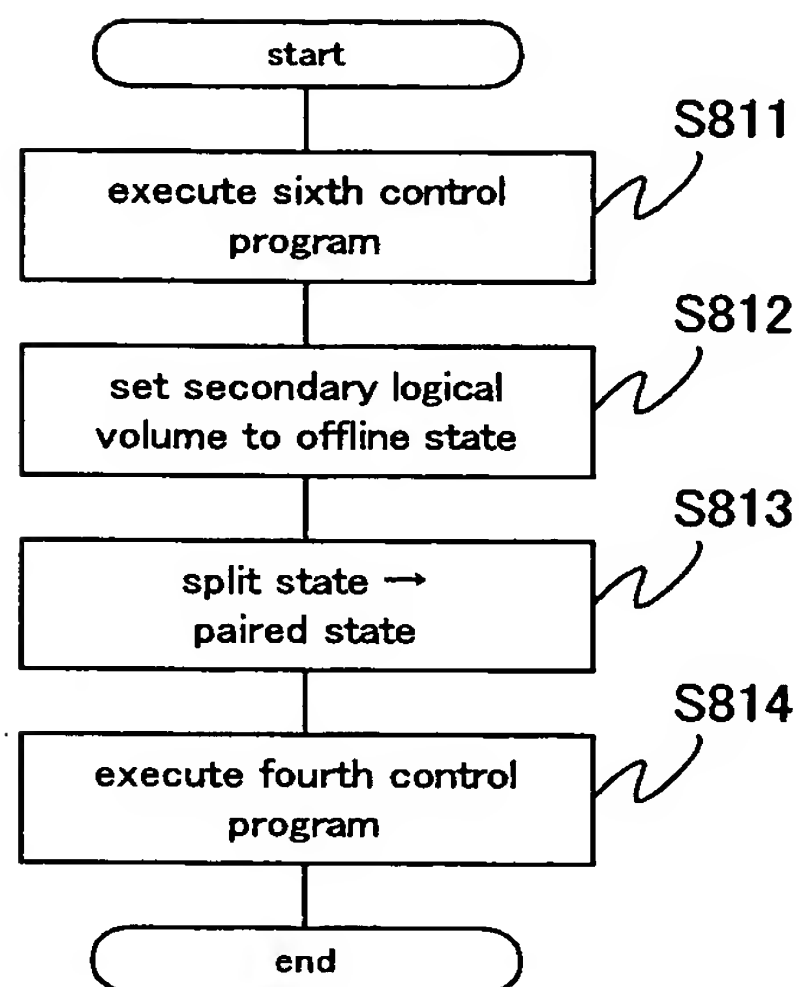 start
S811
execute sixth control
program
S812
set secondary logical
volume to offline state
S813
split state →
paired state
S814
execute fourth control
program
end